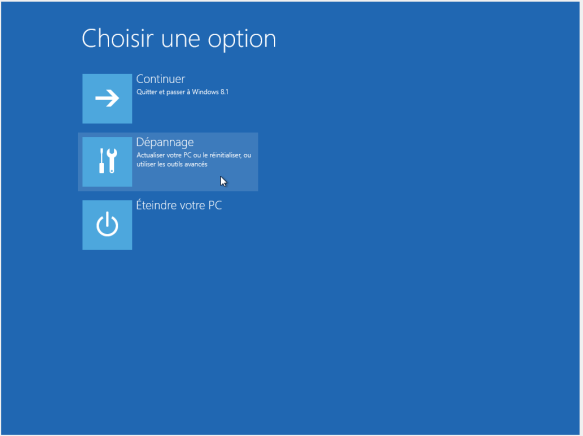 Choisir une option
Continuer
Quitter et passer à Windows 8.1
Dépannage
Actualiser votre PC ou le réinitialiser, ou
utiliser les outils avancés
Éteindre votre PC